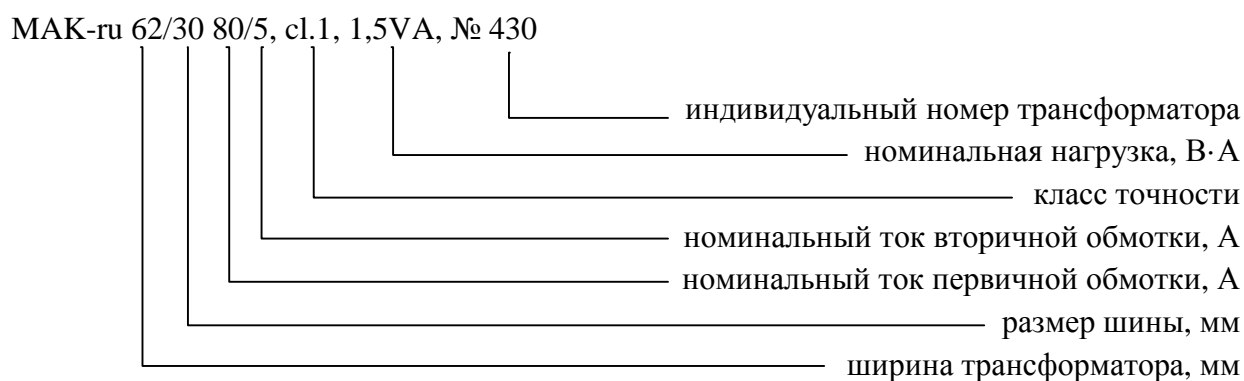 MAK-ru 62/30 80/5, cl.1, 1,5VA, № 430
индивидуальный номер трансформатора
номинальная нагрузка, В·А
класс точности
номинальный ток вторичной обмотки, А
номинальный ток первичной обмотки, А
размер шины, мм
ширина трансформатора, мм